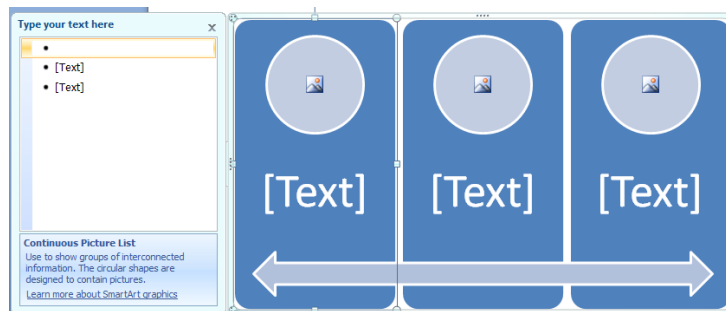 Type your text here
x
[Text]
[Text]
Continuous Picture List
Use to show groups of interconnected
information. The circular shapes are
designed to contain pictures.
Learn more about SmartArt graphics
[Text]
[Text]
[Text]